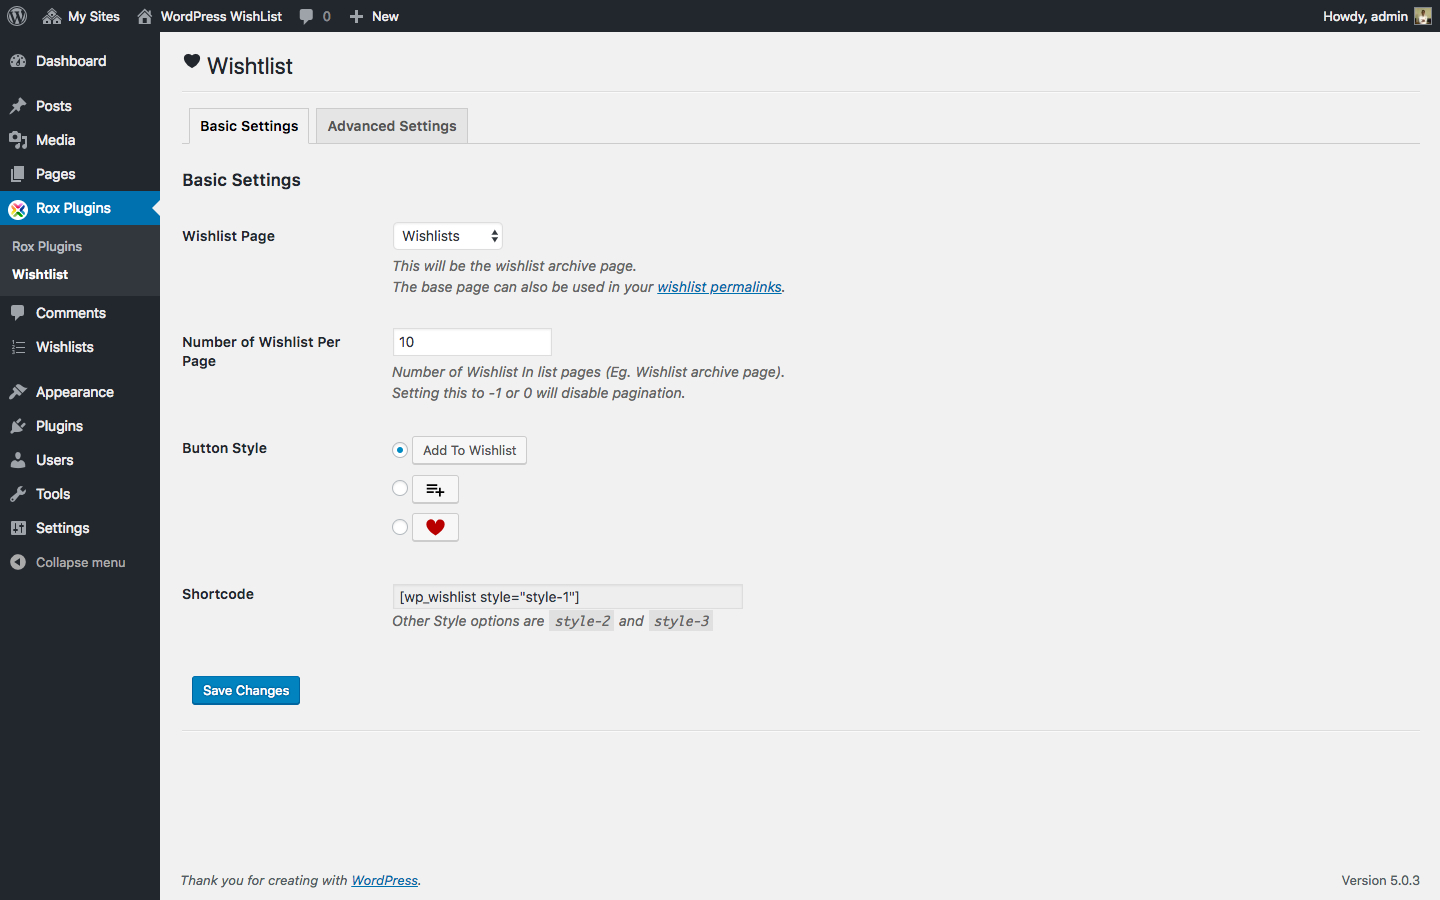 My Sites
WordPress WishList
0
New
Howdy, admin
Dashboard
Posts
Media
Pages
Rox Plugins
Rox Plugins
Wishtlist
Comments
Wishlists
Appearance
Plugins
Users
Tools
Settings
Collapse menu
Wishtlist
Basic Settings
Advanced Settings
Basic Settings
Wishlist Page
Wishlists
This will be the wishlist archive page.
The base page can also be used in your wishlist permalinks.
Number of Wishlist Per
Page
10
Number of Wishlist In list pages (Eg. Wishlist archive page).
Setting this to -1 or 0 will disable pagination.
Button Style
Add To Wishlist
Shortcode
[wp_wishlist style="style-1"]
Other Style options are style-2 and style-3
Save Changes
Thank you for creating with WordPress.
Version 5.0.3